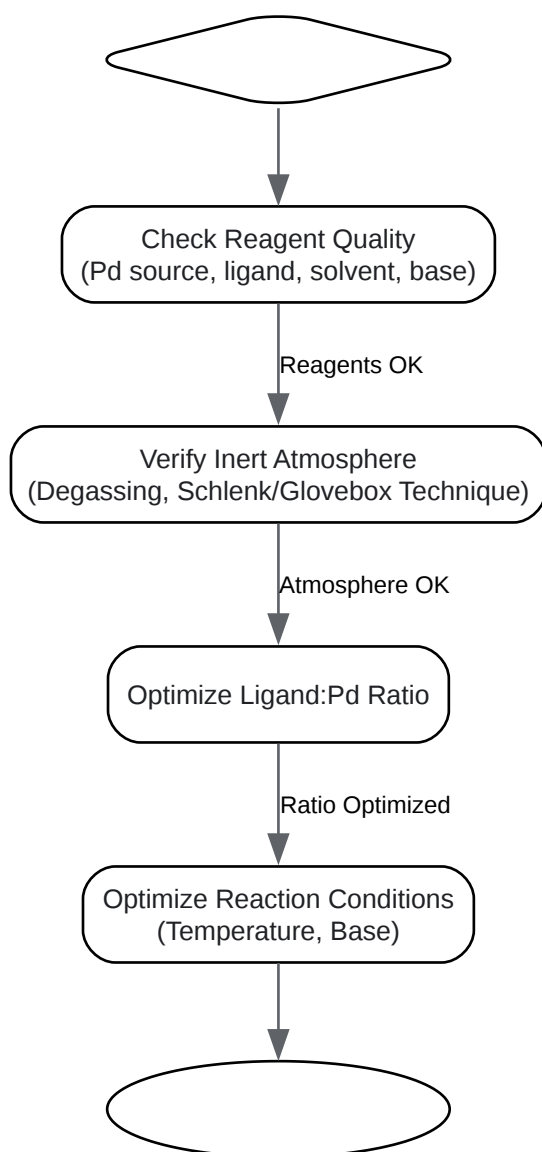 Check Reagent Quality
(Pd source, ligand, solvent, base)
Reagents OK
Verify Inert Atmosphere
(Degassing, Schlenk/Glovebox Technique)
Atmosphere OK
Optimize Ligand:Pd Ratio
Ratio Optimized
Optimize Reaction Conditions
(Temperature, Base)